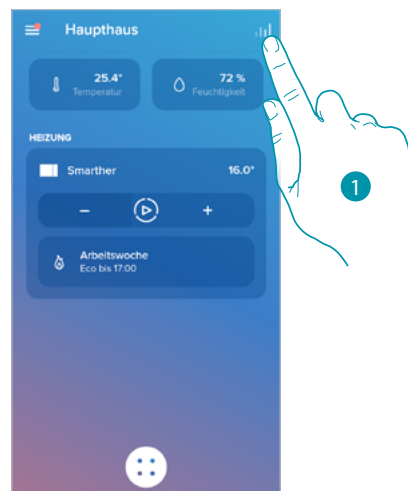 Haupthaus
25.4°
Temperatur
72 %
Feuchtigkeit
HEIZUNG
Smarther
16.0°
− +
Arbeitswoche
Eco bis 17:00
1